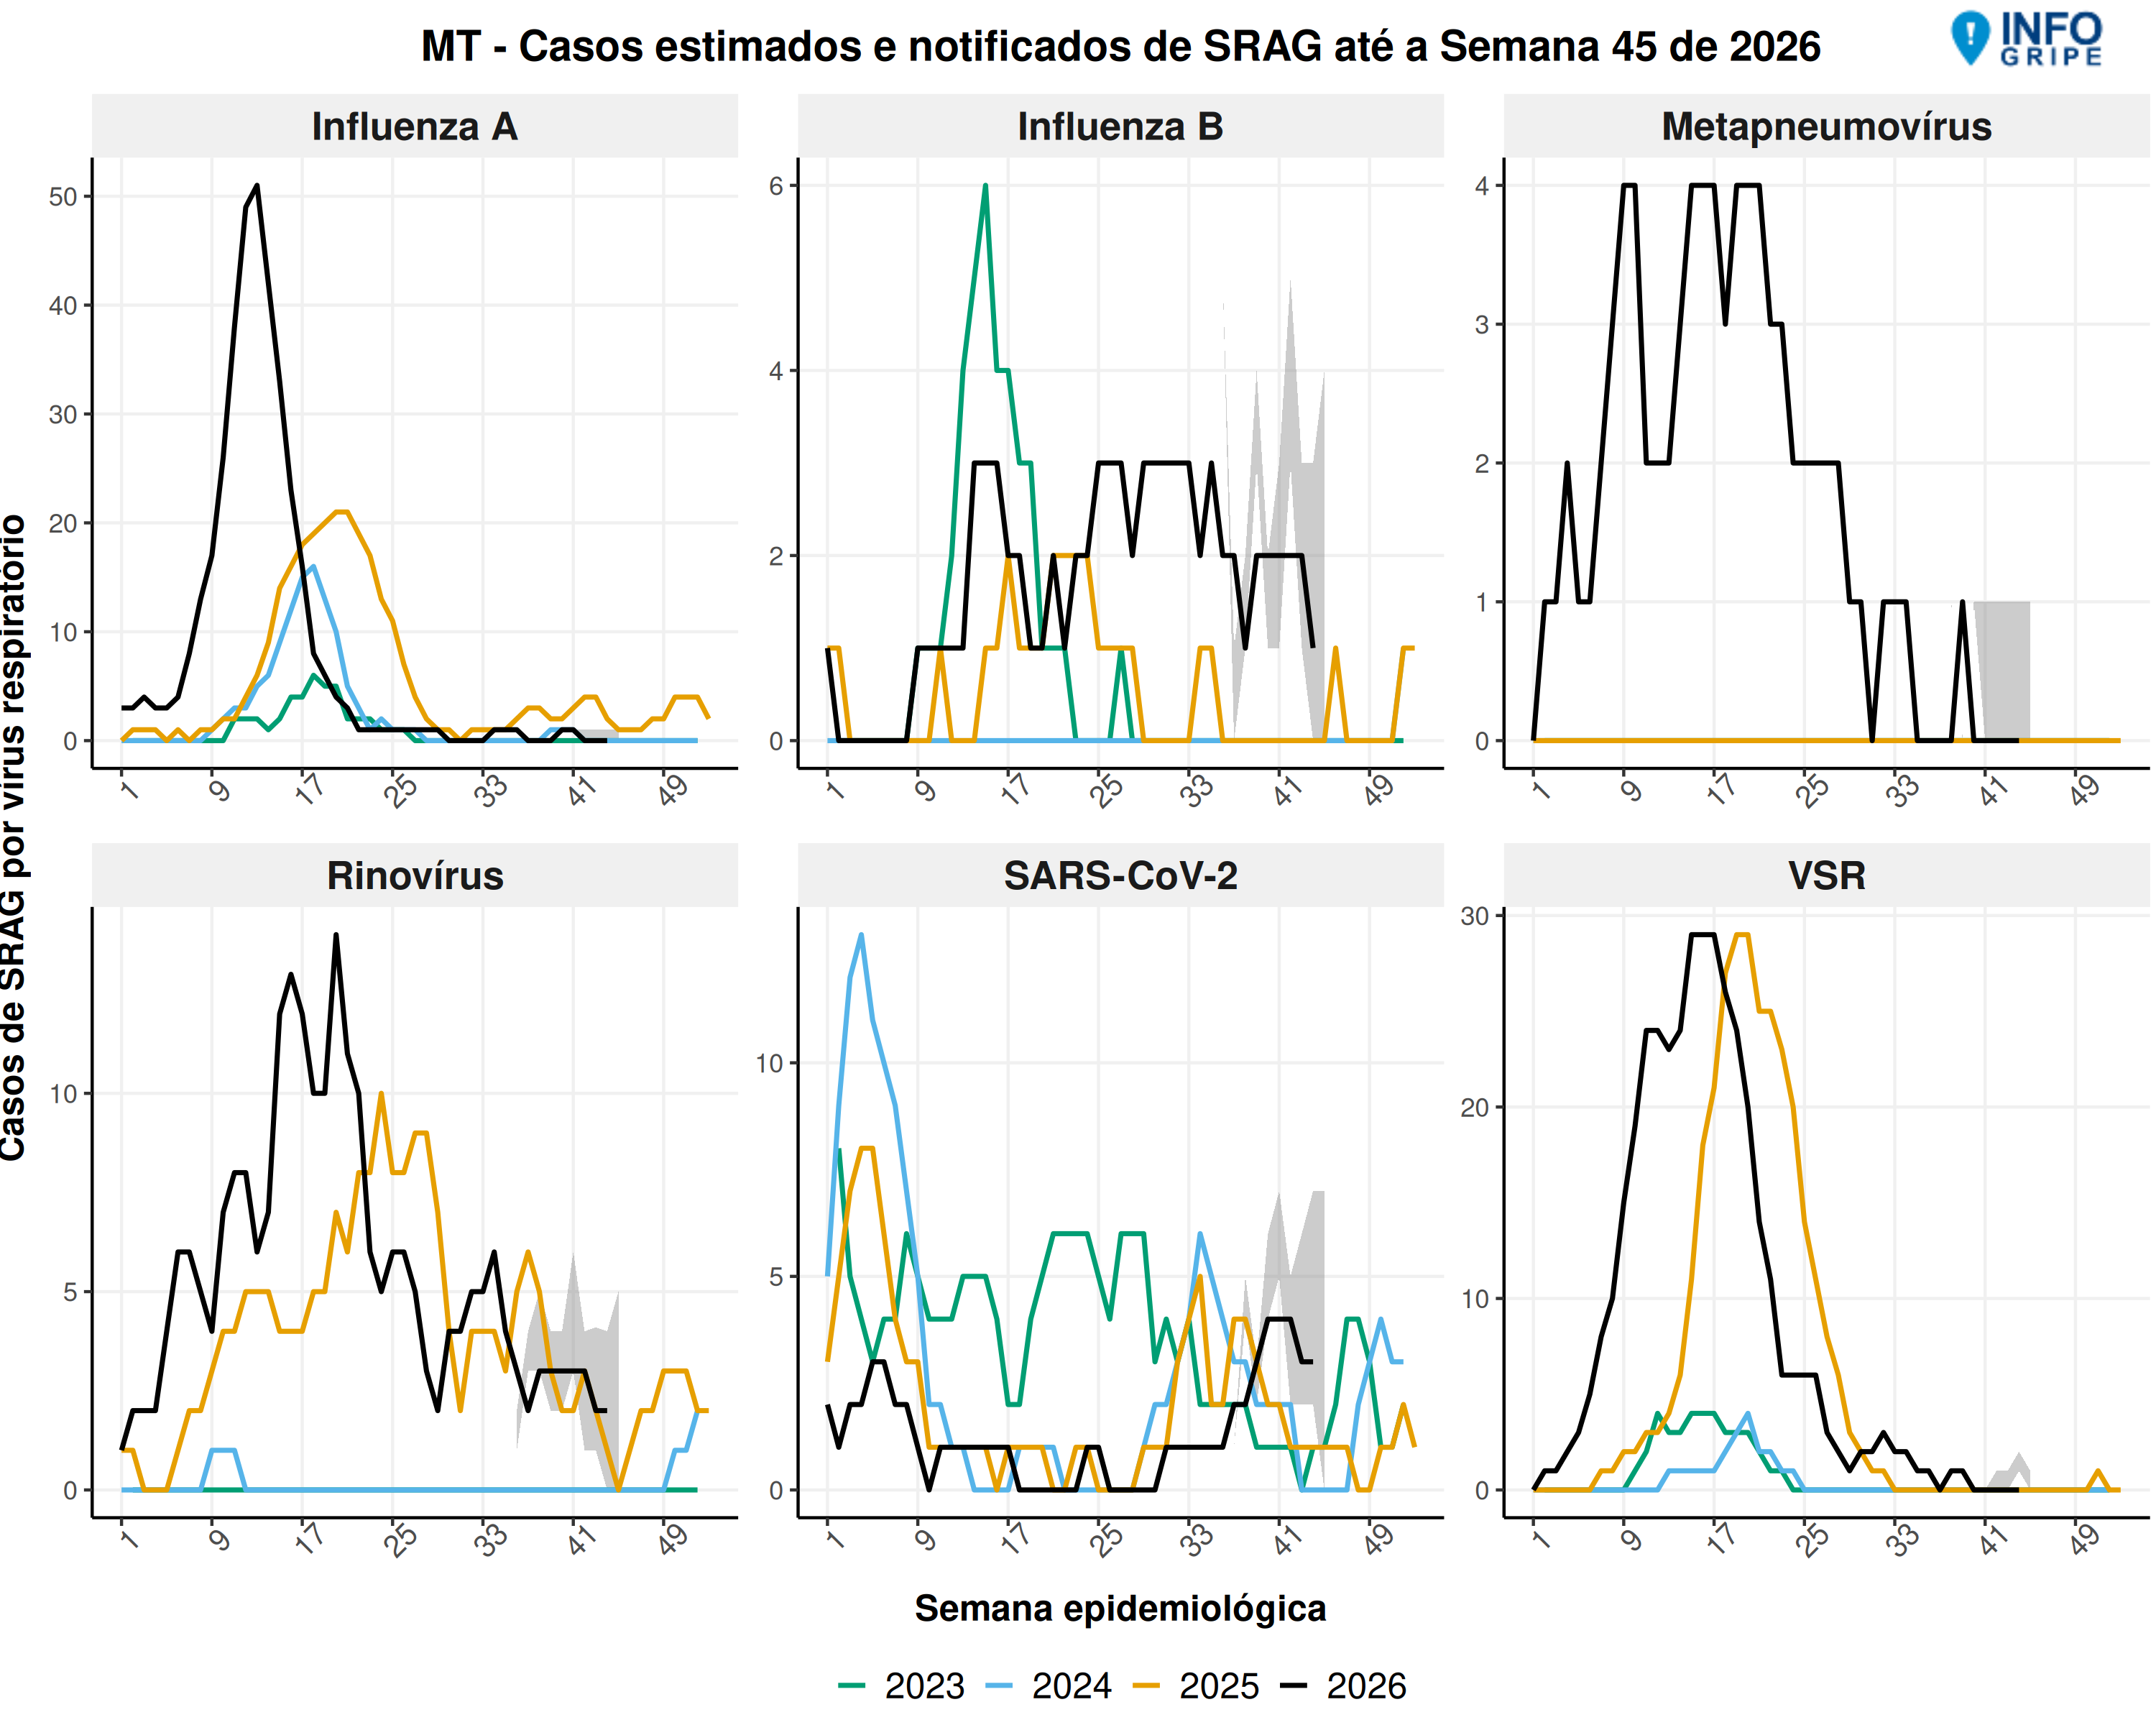 MT - Casos estimados e notificados de SRAG até a Semana 45 de 2026
INFO
GRIPE
Casos de SRAG por vírus respiratório
Influenza A
50
40
30
20
10
0
1 9 17 25 33 41 49
Influenza B
6
4
2
0
1 9 17 25 33 41 49
Metapneumovírus
4
3
2
1
0
1 9 17 25 33 41 49
Rinovírus
10
5
0
1 9 17 25 33 41 49
SARS-CoV-2
10
5
0
1 9 17 25 33 41 49
VSR
30
20
10
0
1 9 17 25 33 41 49
Semana epidemiológica
2023 2024 2025 2026